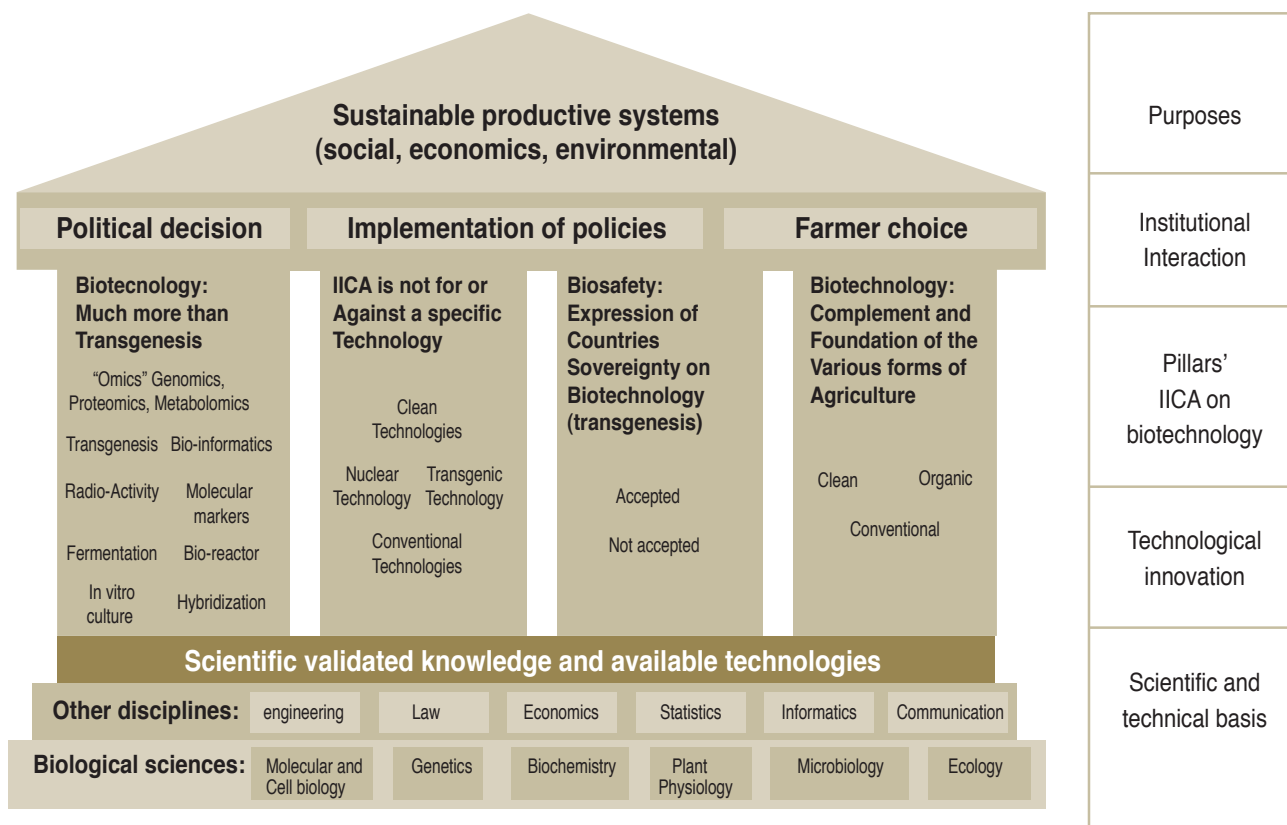 Sustainable productive systems
(social, economics, environmental)
Political decision
Implementation of policies
Farmer choice
Biotecnology:
Much more than
Transgenesis
“Omics” Genomics,
Proteomics, Metabolomics
Transgenesis
Bio-informatics
Radio-Activity
Molecular
markers
Fermentation
Bio-reactor
In vitro
culture
Hybridization
IICA is not for or
Against a specific
Technology
Clean
Technologies
Nuclear
Technology
Transgenic
Technology
Conventional
Technologies
Biosafety:
Expression of
Countries
Sovereignty on
Biotechnology
(transgenesis)
Accepted
Not accepted
Biotechnology:
Complement and
Foundation of the
Various forms of
Agriculture
Clean
Organic
Conventional
Scientific validated knowledge and available technologies
Other disciplines:
engineering
Law
Economics
Statistics
Informatics
Communication
Biological sciences:
Molecular and
Cell biology
Genetics
Biochemistry
Plant
Physiology
Microbiology
Ecology
Purposes
Institutional
Interaction
Pillars’
IICA on
biotechnology
Technological
innovation
Scientific and
technical basis